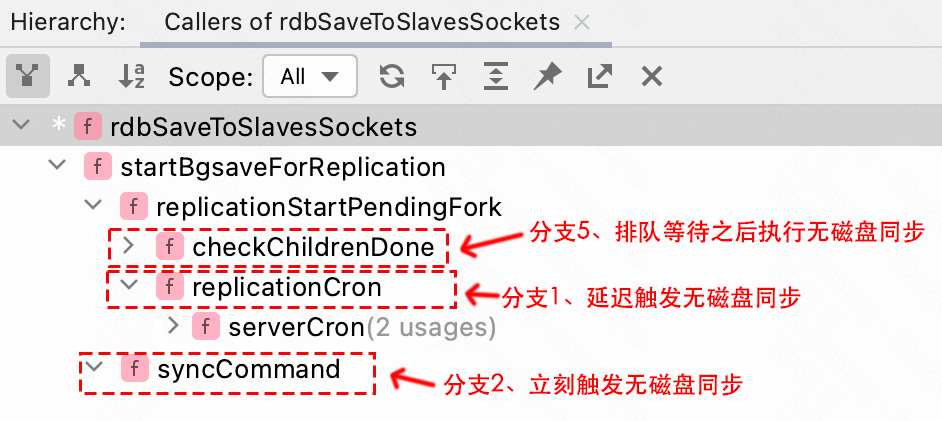 Hierarchy: Callers of rdbSaveToSlavesSockets
Scope: All
* f rdbSaveToSlavesSockets
f startBgsaveForReplication
f replicationStartPendingFork
f checkChildrenDone 分支5、排队等待之后执行无磁盘同步
f replicationCron 分支1、延迟触发无磁盘同步
f serverCron(2 usages)
f syncCommand 分支2、立刻触发无磁盘同步